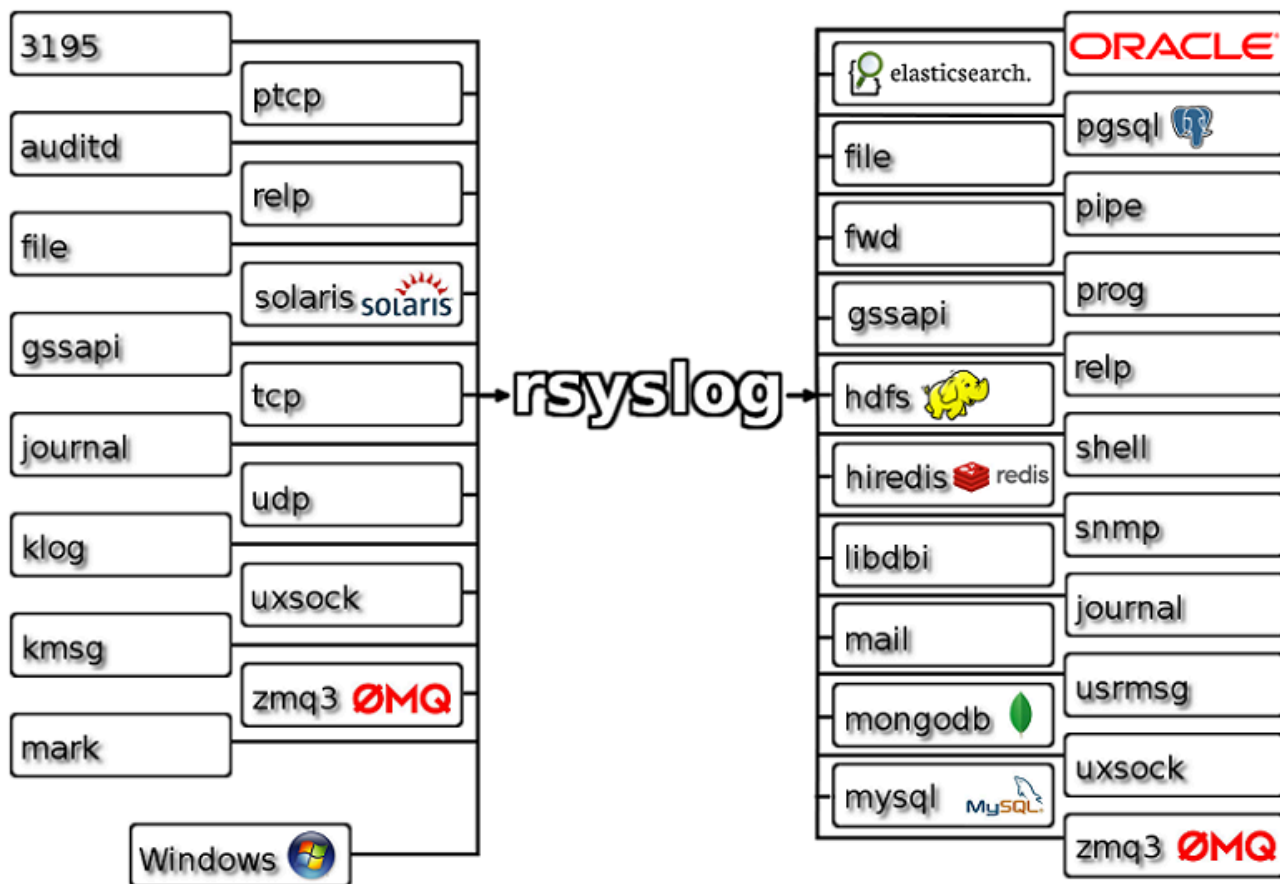 3195
ptcp
auditd
relp
file
solaris solaris
gssapi
tcp
journal
udp
klog
uxsock
kmsg
zmq3 ØMQ
mark
Windows
rsyslog
ORACLE
elasticsearch.
pgsql
file
pipe
fwd
prog
gssapi
relp
hdfs
shell
hiredis redis
snmp
libdbi
journal
mail
usrmsg
mongodb
uxsock
mysql MySQL
zmq3 ØMQ